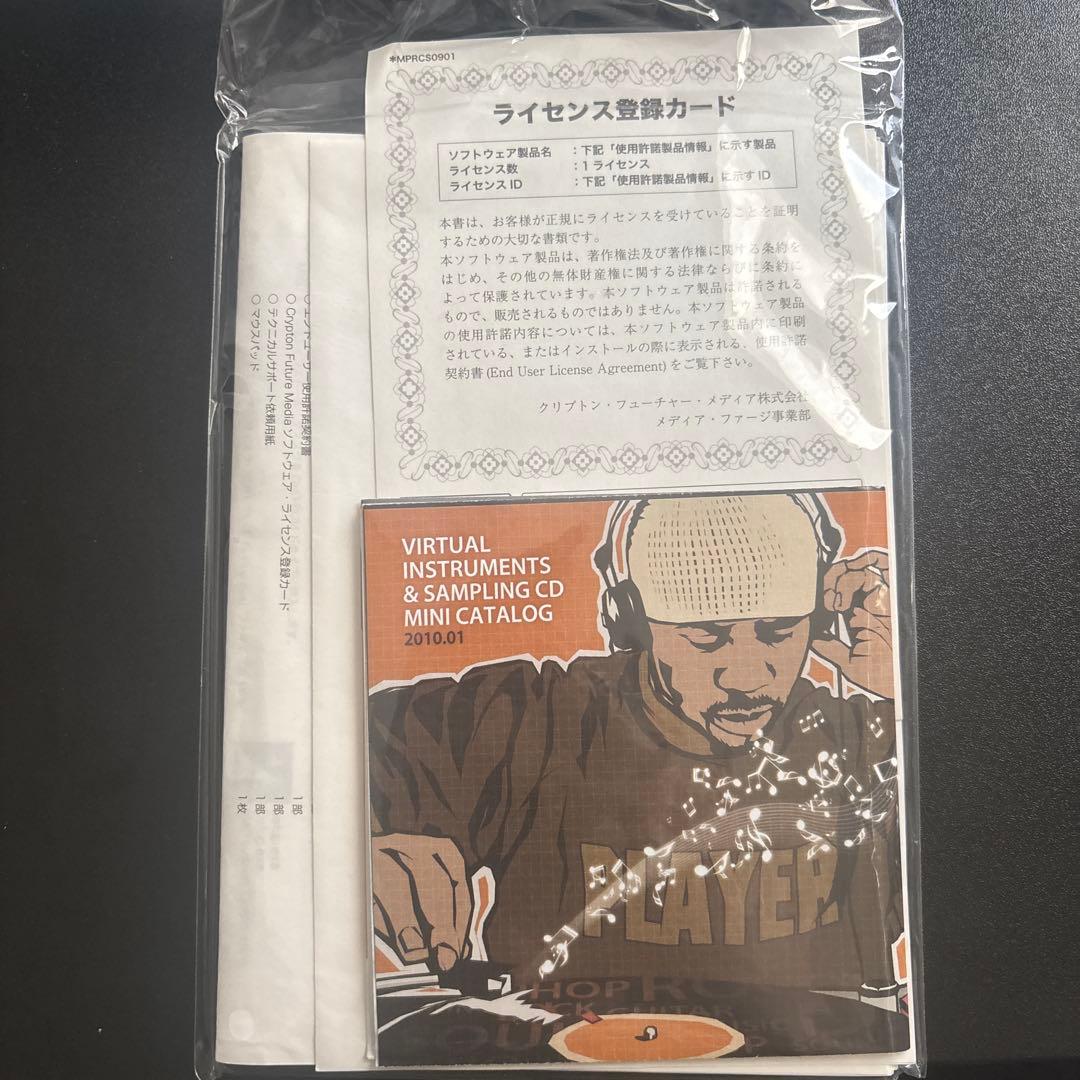 *MPRCS0901
ライセンス登録カード
ソフトウェア製品名 :下記「使用許諾製品情報」に示す製品
ライセンス数 :1 ライセンス
ライセンス ID :下記「使用許諾製品情報」に示す ID
本書は、お客様が正規にライセンスを受けていることを証明
するための大切な書類です。
本ソフトウェア製品は、著作権法及び著作権に関する条約を
はじめ、その他の無体財産権に関する法律ならびに条約に
よって保護されています。本ソフトウェア製品は許諾される
もので、販売されるものではありません。本ソフトウェア製品
の使用許諾内容については、本ソフトウェア製品内に印刷
されている、またはインストールの際に表示される、使用許諾
契約書 (End User License Agreement) をご覧下さい。
クリプトン・フューチャー・メディア株式会社
メディア・ファージ事業部
○エンドユーザー使用許諾契約書
○Crypton Future Media ソフトウェア・ライセンス登録カード 1部
○テクニカルサポート依頼用紙 1部
○マウスパッド 1枚
VIRTUAL
INSTRUMENTS
& SAMPLING CD
MINI CATALOG
2010.01
PLAYER
HOP